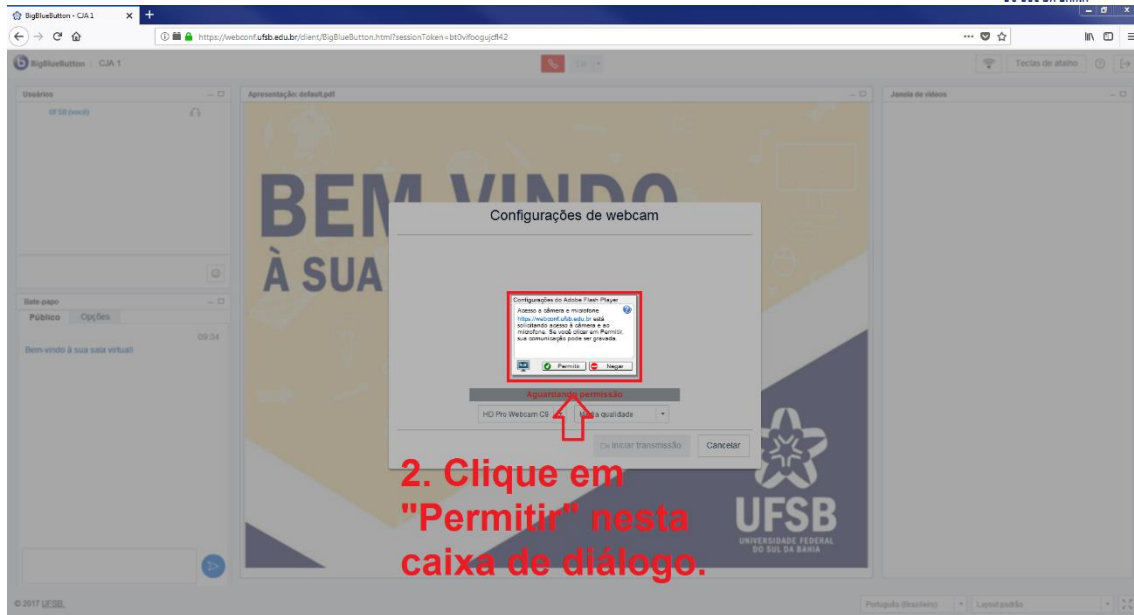 BigBlueButton - CJA 1
https://webconf.ufsb.edu.br/client/BigBlueButton.html?sessionToken=bt0vifoogujcfl42
BigBlueButton CJA 1
Teclas de atalho
Usuários
UFSB (você)
Apresentação: default.pdf
Janela de vídeos
BEM VINDO
À SUA
Configurações de webcam
Configurações do Adobe Flash Player
Acesso a câmera e microfone
https://webconf.ufsb.edu.br está
solicitando acesso à câmera e ao
microfone. Se você clicar em Permitir,
sua comunicação pode ser gravada.
Permitir
Negar
Aguardando permissão
HD Pro Webcam C9
Média qualidade
Iniciar transmissão
Cancelar
Bate-papo
Público
Opções
09:34
Bem-vindo à sua sala virtual!
2. Clique em
"Permitir" nesta
caixa de diálogo.
UFSB
UNIVERSIDADE FEDERAL
DO SUL DA BAHIA
© 2017 UFSB.
Português (Brasileiro)
Layout padrão